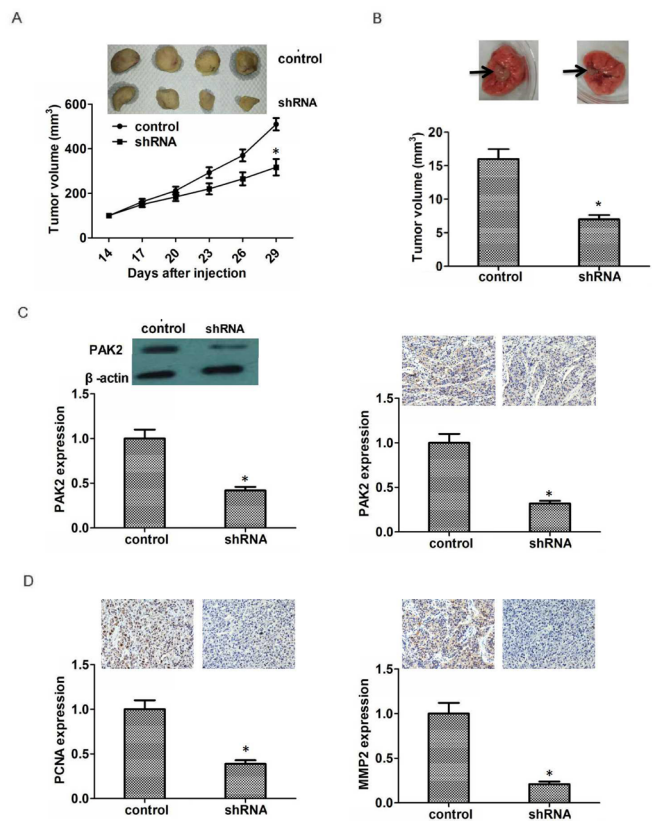 A
control
shRNA
Tumor volume (mm³)
600
400
200
0
control
shRNA
*
14 17 20 23 26 29
Days after injection
B
Tumor volume (mm³)
20
15
10
5
0
*
control shRNA
C
control shRNA
PAK2
β-actin
PAK2 expression
1.5
1.0
0.5
0.0
*
control shRNA
PAK2 expression
1.5
1.0
0.5
0.0
*
control shRNA
D
PCNA expression
1.5
1.0
0.5
0.0
*
control shRNA
MMP2 expression
1.5
1.0
0.5
0.0
*
control shRNA